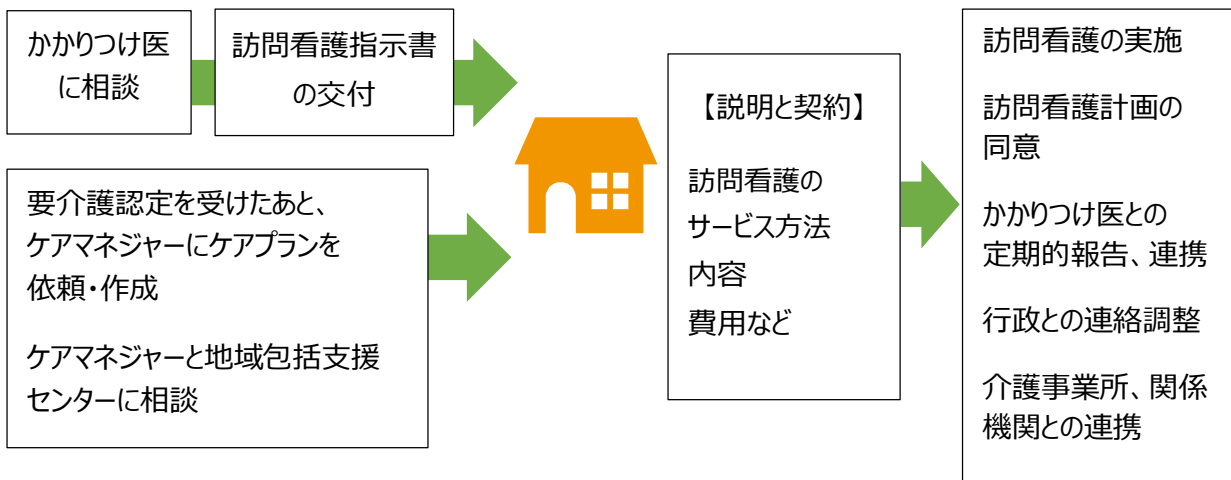 かかりつけ医
に相談
訪問看護指示書
の交付
要介護認定を受けたあと、
ケアマネジャーにケアプランを
依頼・作成
ケアマネジャーと地域包括支援
センターに相談
【説明と契約】
訪問看護の
サービス方法
内容
費用など
訪問看護の実施
訪問看護計画の
同意
かかりつけ医との
定期的報告、連携
行政との連絡調整
介護事業所、関係
機関との連携